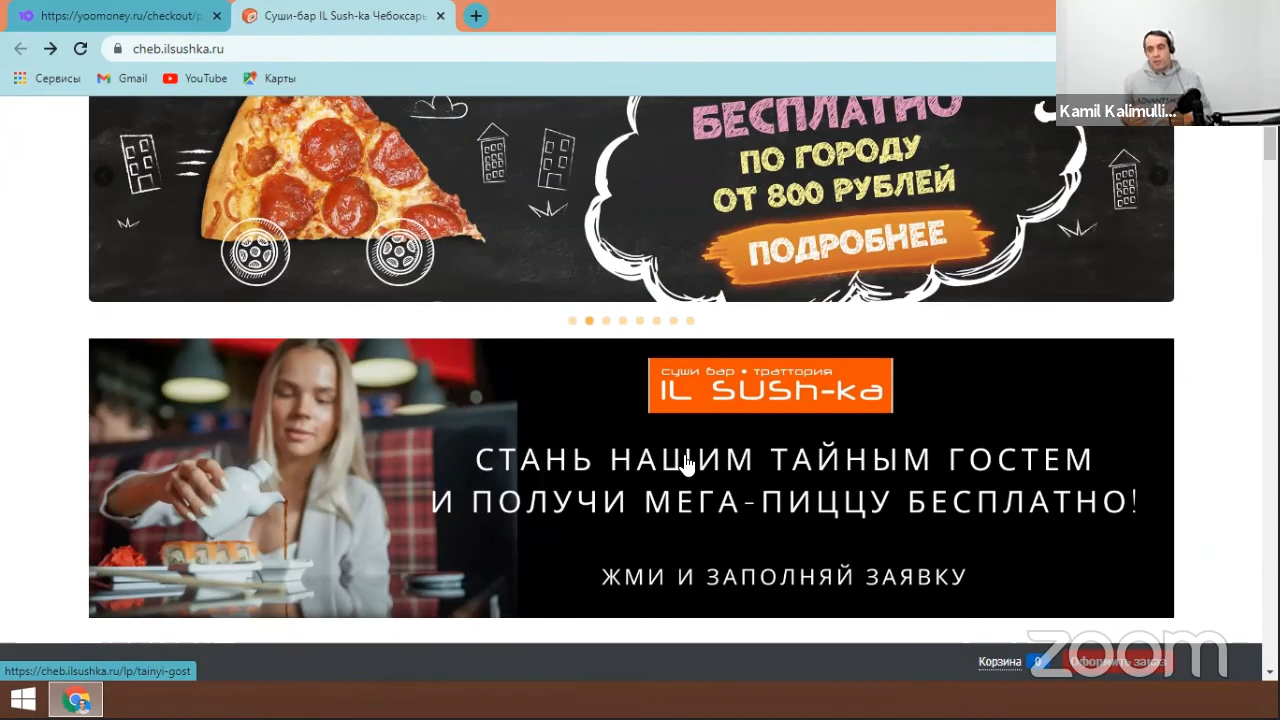 https://yoomoney.ru/checkout/p
Суши-бар IL Sush-ka Чебоксары
cheb.ilsushka.ru
Сервисы
Gmail
YouTube
Карты
Kamil Kalimulli...
БЕСПЛАТНО
ПО ГОРОДУ
ОТ 800 РУБЛЕЙ
ПОДРОБНЕЕ
суши бар • траттория
IL SUSh-ka
СТАНЬ НАШИМ ТАЙНЫМ ГОСТЕМ
И ПОЛУЧИ МЕГА-ПИЦЦУ БЕСПЛАТНО!
ЖМИ И ЗАПОЛНЯЙ ЗАЯВКУ
https://cheb.ilsushka.ru/lp/tainyi-gost
Корзина 0 Оформить заказ
zoom